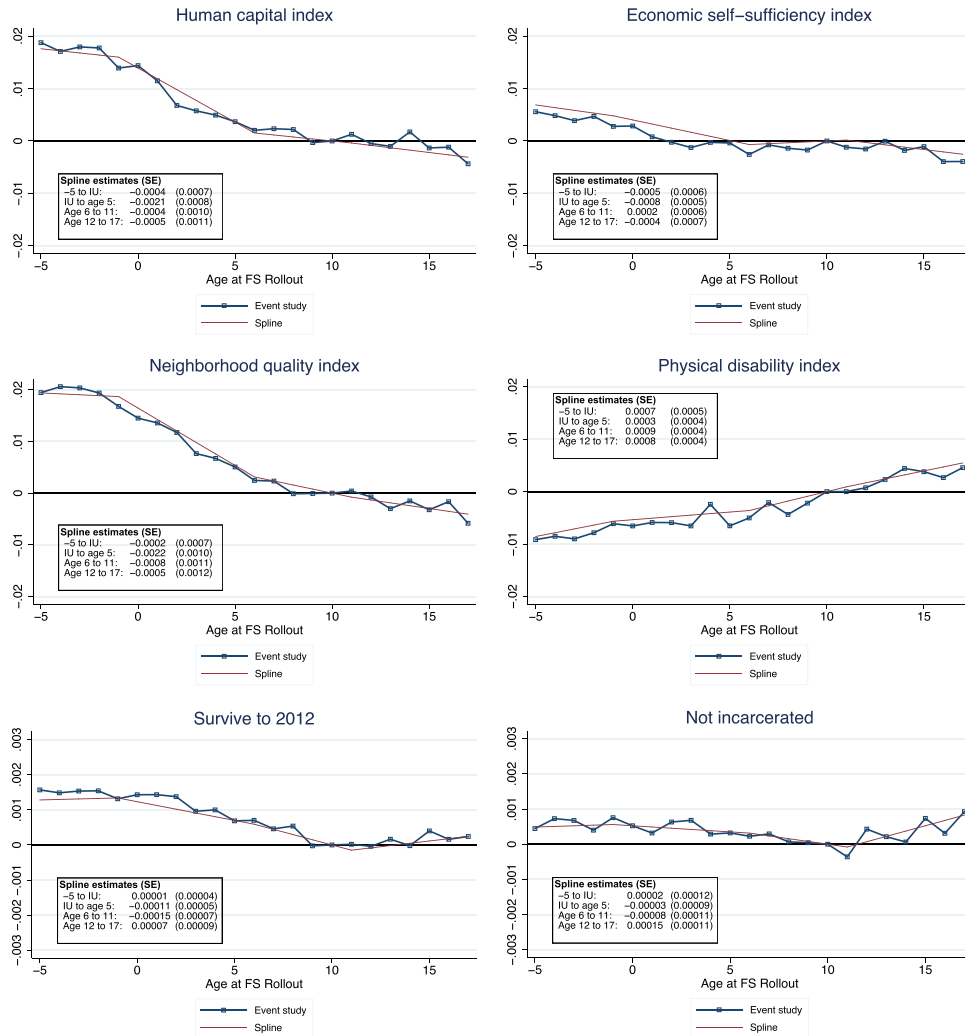 Human capital index
.02
.01
0
-.01
-.02
Spline estimates (SE)
-5 to IU: -0.0004 (0.0007)
IU to age 5: -0.0021 (0.0008)
Age 6 to 11: -0.0004 (0.0010)
Age 12 to 17: -0.0005 (0.0011)
-5 0 5 10 15
Age at FS Rollout
Event study
Spline
Economic self-sufficiency index
.02
.01
0
-.01
-.02
Spline estimates (SE)
-5 to IU: -0.0005 (0.0006)
IU to age 5: -0.0008 (0.0005)
Age 6 to 11: 0.0002 (0.0006)
Age 12 to 17: -0.0004 (0.0007)
-5 0 5 10 15
Age at FS Rollout
Event study
Spline
Neighborhood quality index
.02
.01
0
-.01
-.02
Spline estimates (SE)
-5 to IU: -0.0002 (0.0007)
IU to age 5: -0.0022 (0.0010)
Age 6 to 11: -0.0008 (0.0011)
Age 12 to 17: -0.0005 (0.0012)
-5 0 5 10 15
Age at FS Rollout
Event study
Spline
Physical disability index
.02
.01
0
-.01
-.02
Spline estimates (SE)
-5 to IU: 0.0007 (0.0005)
IU to age 5: 0.0003 (0.0004)
Age 6 to 11: 0.0009 (0.0004)
Age 12 to 17: 0.0008 (0.0004)
-5 0 5 10 15
Age at FS Rollout
Event study
Spline
Survive to 2012
.003
.002
.001
0
-.001
-.002
-.003
Spline estimates (SE)
-5 to IU: 0.00001 (0.00004)
IU to age 5: -0.00011 (0.00005)
Age 6 to 11: -0.00015 (0.00007)
Age 12 to 17: 0.00007 (0.00009)
-5 0 5 10 15
Age at FS Rollout
Event study
Spline
Not incarcerated
.003
.002
.001
0
-.001
-.002
-.003
Spline estimates (SE)
-5 to IU: 0.00002 (0.00012)
IU to age 5: -0.00003 (0.00009)
Age 6 to 11: -0.00008 (0.00011)
Age 12 to 17: 0.00015 (0.00011)
-5 0 5 10 15
Age at FS Rollout
Event study
Spline